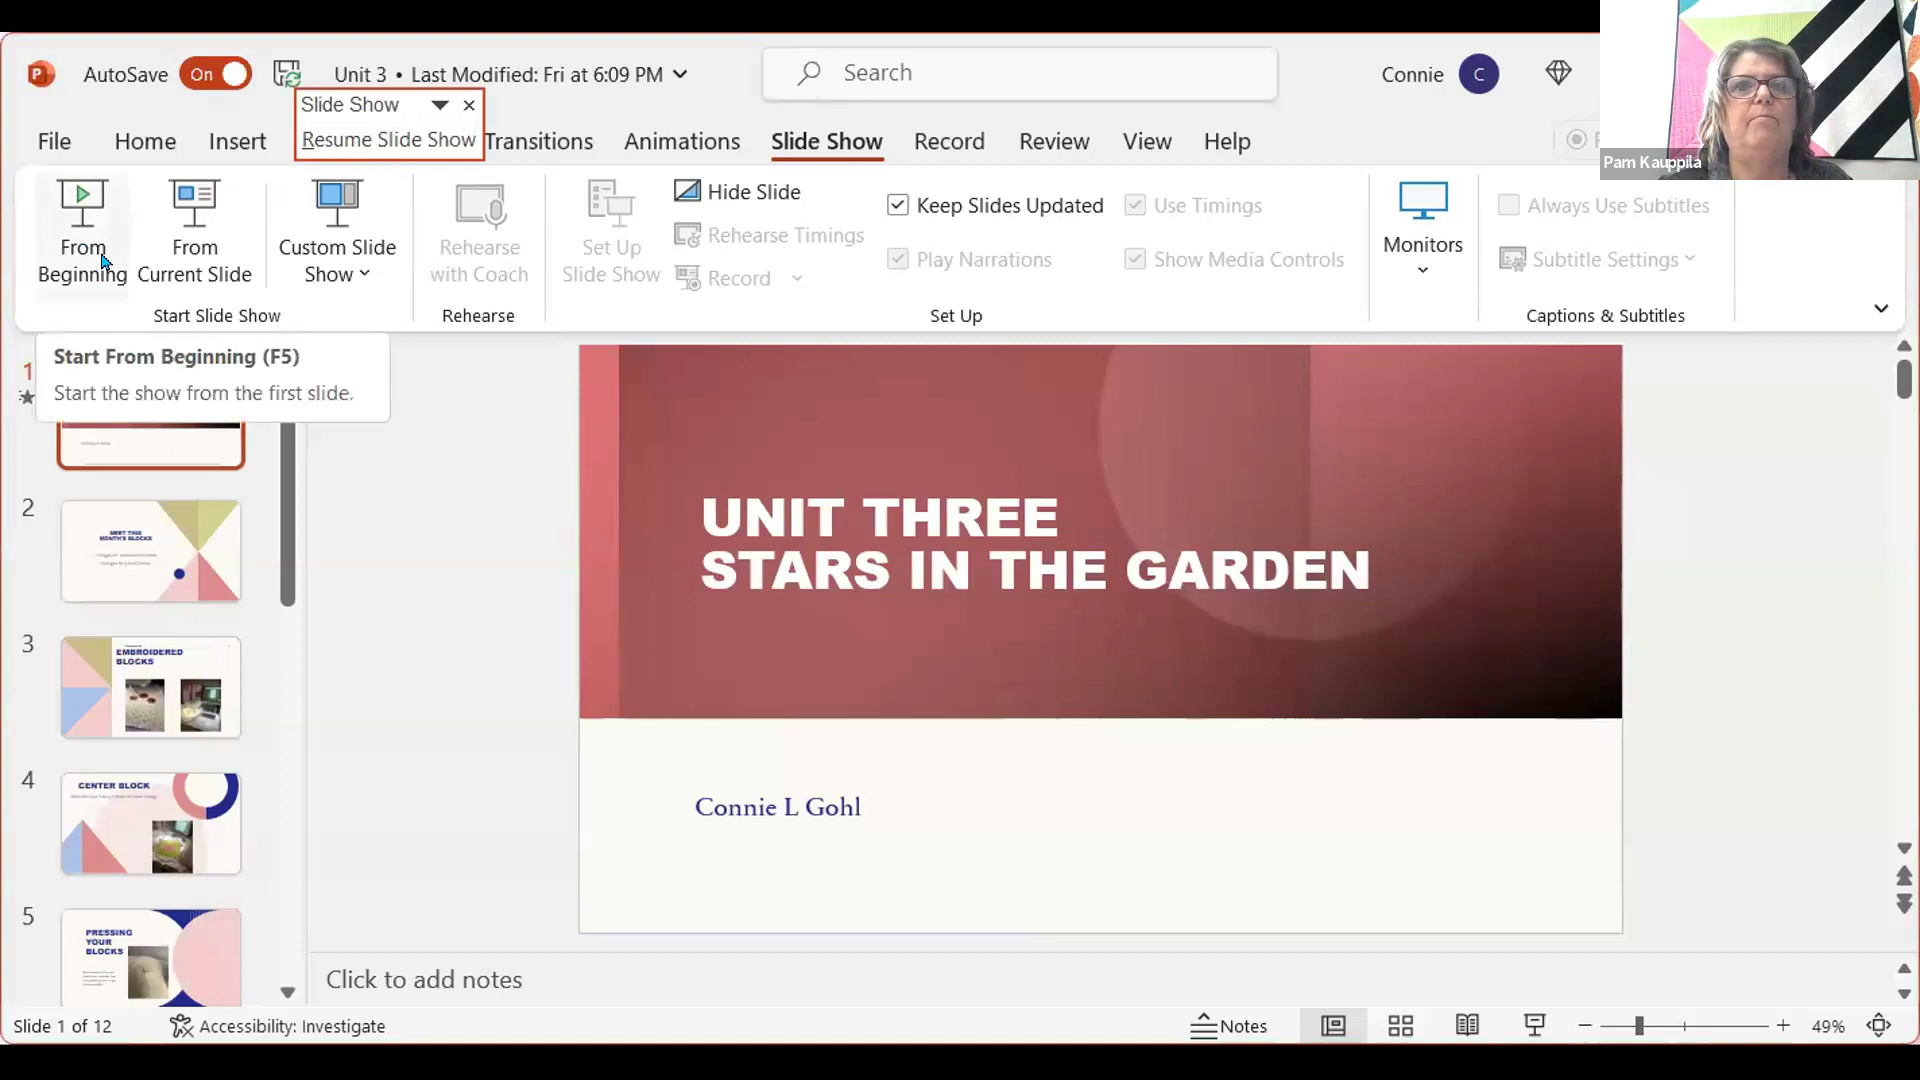 AutoSave On Unit 3 • Last Modified: Fri at 6:09 PM Search Connie C
Slide Show
Resume Slide Show
File Home Insert Transitions Animations Slide Show Record Review View Help
Pam Kauppila
From Beginning
From Current Slide
Custom Slide Show
Start Slide Show
Rehearse with Coach
Rehearse
Set Up Slide Show
Hide Slide
Rehearse Timings
Record
Keep Slides Updated
Play Narrations
Use Timings
Show Media Controls
Set Up
Monitors
Always Use Subtitles
Subtitle Settings
Captions & Subtitles
Start From Beginning (F5)
Start the show from the first slide.
1
2
MEET THIS
MONTH'S BLOCKS
3
EMBROIDERED
BLOCKS
4
CENTER BLOCK
5
PRESSING
YOUR
BLOCKS
UNIT THREE
STARS IN THE GARDEN
Connie L Gohl
Click to add notes
Slide 1 of 12 Accessibility: Investigate Notes 49%